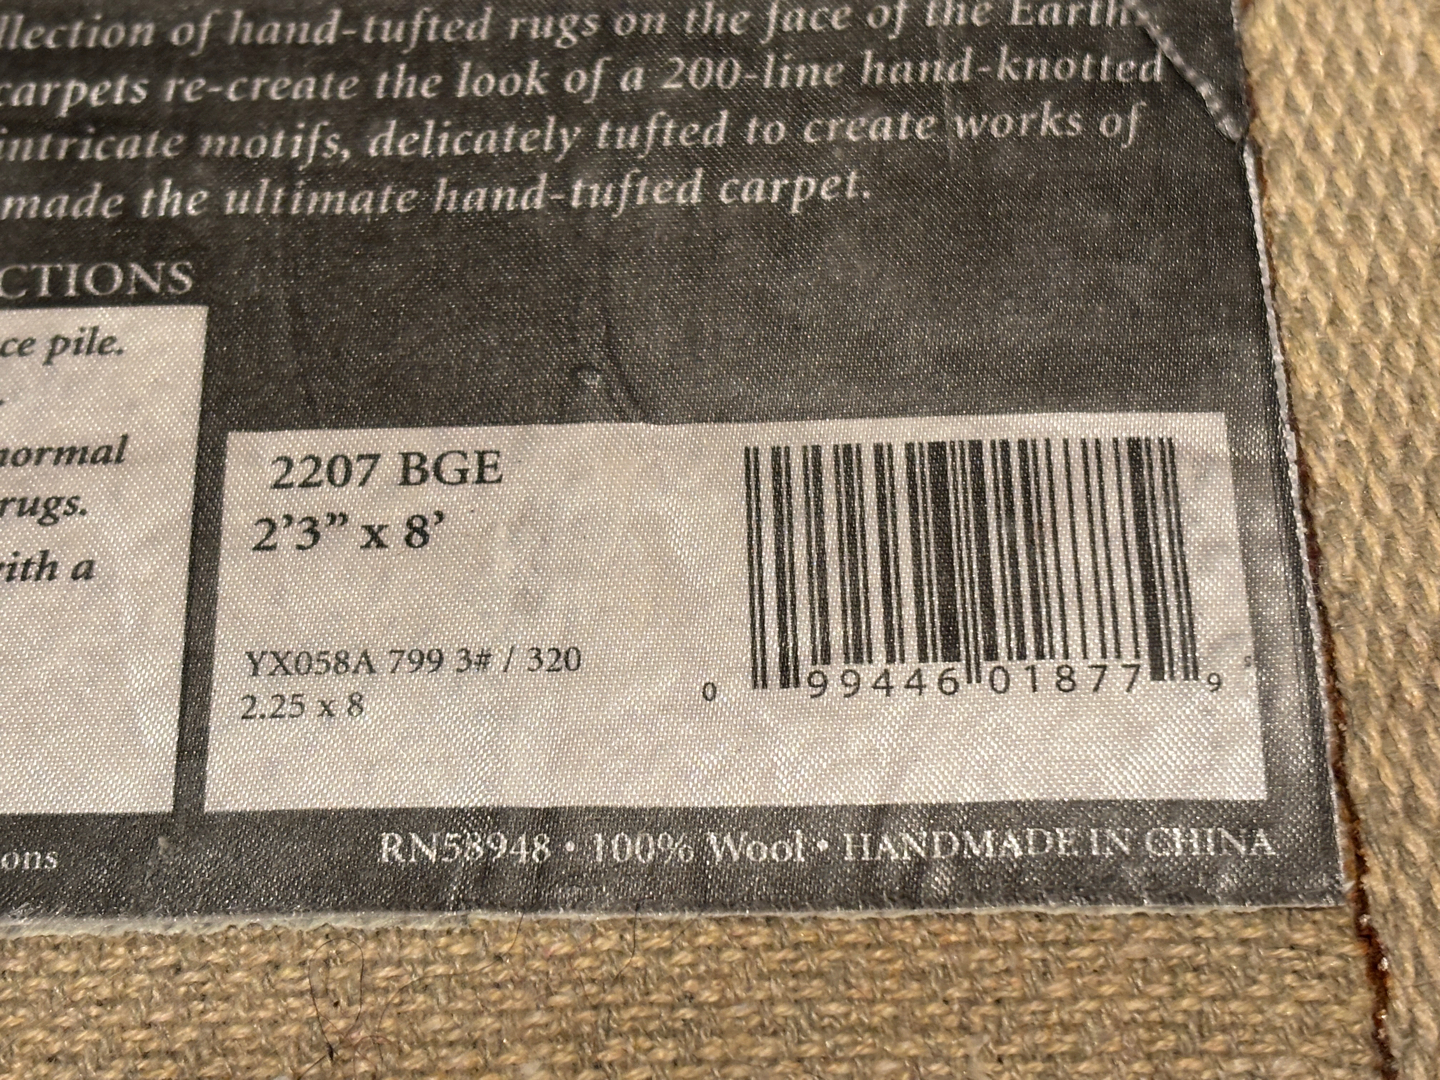 llection of hand-tufted rugs on the face of the Earth.
carpets re-create the look of a 200-line hand-knotted
intricate motifs, delicately tufted to create works of
made the ultimate hand-tufted carpet.
CTIONS
ce pile.
normal
rugs.
with a
ons
2207 BGE
2’3” x 8’
YX058A 799 3# / 320
2.25 x 8
0 99446 01877 9
RN58948 • 100% Wool • HANDMADE IN CHINA